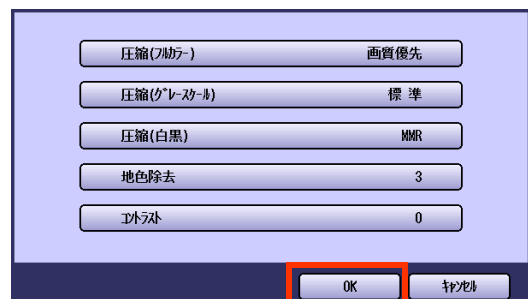 圧縮(ﾌﾙｶﾗｰ) 画質優先
圧縮(ｸﾞﾚｰｽｹｰﾙ) 標 準
圧縮(白黒) MMR
地色除去 3
ｺﾝﾄﾗｽﾄ 0
OK ｷｬﾝｾﾙ